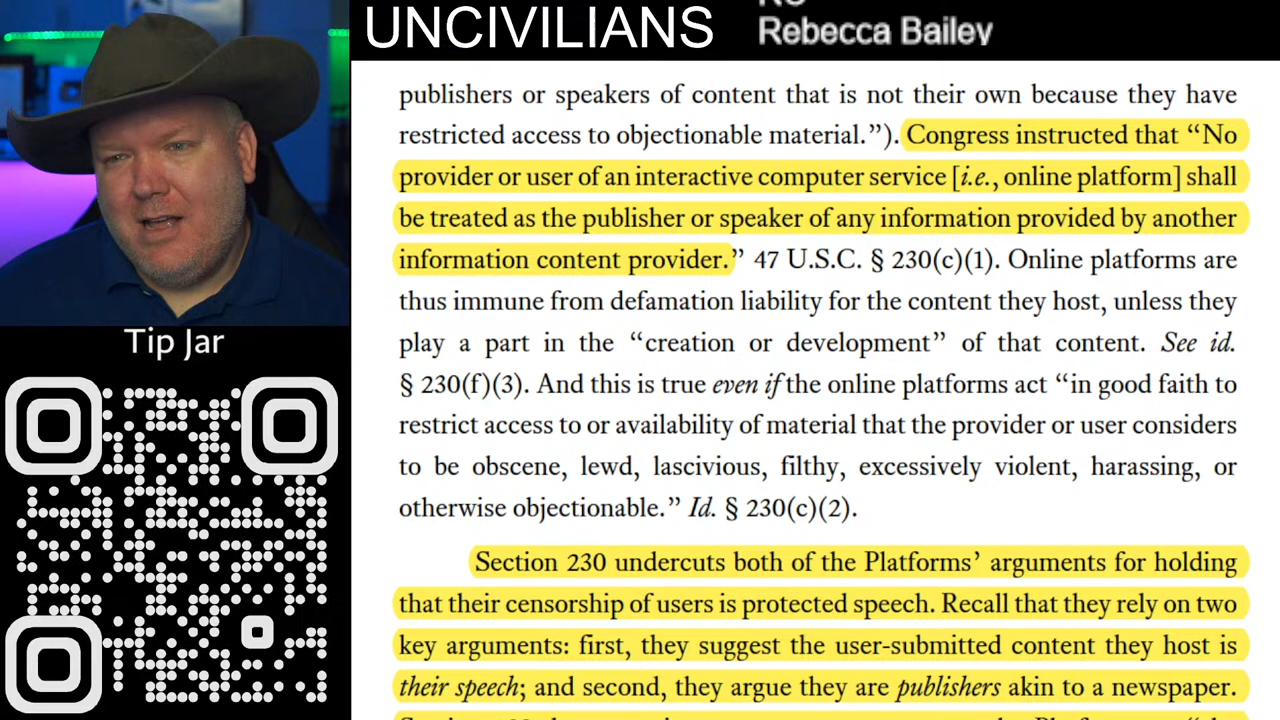 UNCIVILIANS
Rebecca Bailey
publishers or speakers of content that is not their own because they have
restricted access to objectionable material.”). Congress instructed that “No
provider or user of an interactive computer service [i.e., online platform] shall
be treated as the publisher or speaker of any information provided by another
information content provider.” 47 U.S.C. § 230(c)(1). Online platforms are
thus immune from defamation liability for the content they host, unless they
play a part in the “creation or development” of that content. See id.
§ 230(f)(3). And this is true even if the online platforms act “in good faith to
restrict access to or availability of material that the provider or user considers
to be obscene, lewd, lascivious, filthy, excessively violent, harassing, or
otherwise objectionable.” Id. § 230(c)(2).
Section 230 undercuts both of the Platforms’ arguments for holding
that their censorship of users is protected speech. Recall that they rely on two
key arguments: first, they suggest the user-submitted content they host is
their speech; and second, they argue they are publishers akin to a newspaper.
Tip Jar